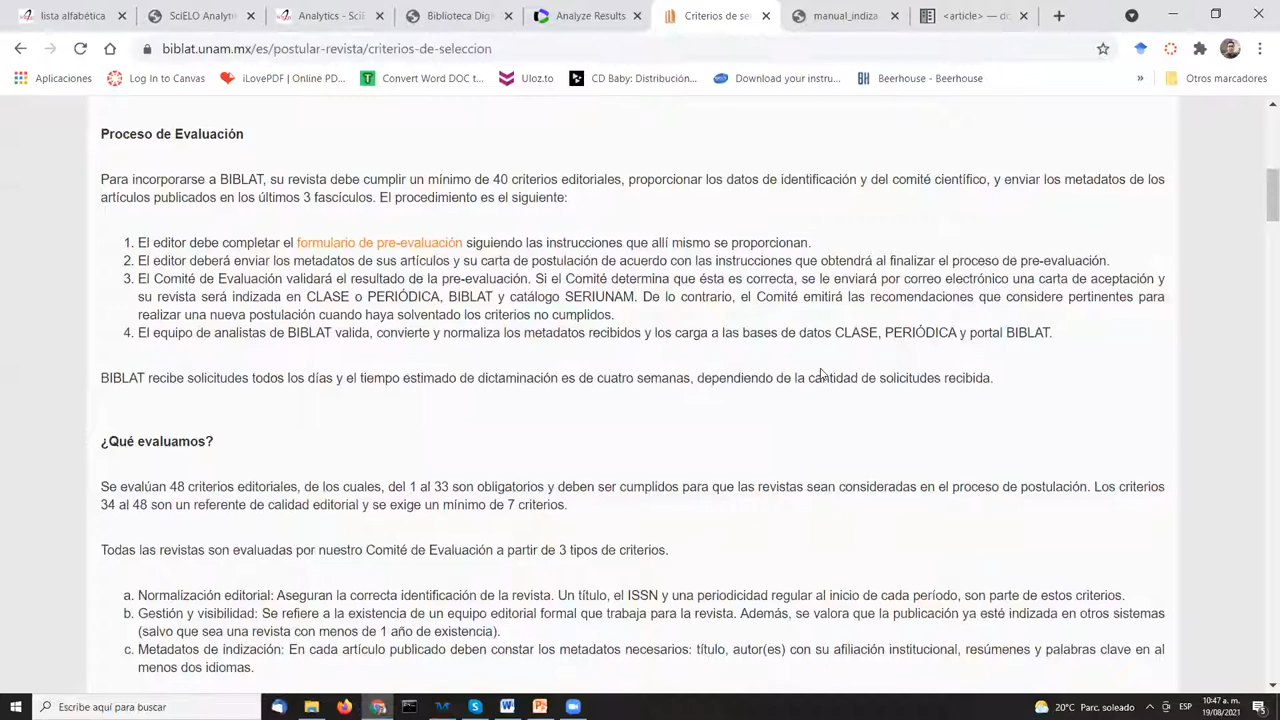 lista alfabética
SciELO Analyti
Analytics - Sci
Biblioteca Dig
Analyze Results
Criterios de se
manual_indiza
<article> — do
biblat.unam.mx/es/postular-revista/criterios-de-seleccion
Aplicaciones
Log In to Canvas
iLovePDF | Online PD...
Convert Word DOC t...
Uloz.to
CD Baby: Distribución...
Download your instru...
Beerhouse - Beerhouse
»
Otros marcadores
Proceso de Evaluación
Para incorporarse a BIBLAT, su revista debe cumplir un mínimo de 40 criterios editoriales, proporcionar los datos de identificación y del comité científico, y enviar los metadatos de los
artículos publicados en los últimos 3 fascículos. El procedimiento es el siguiente:
1. El editor debe completar el formulario de pre-evaluación siguiendo las instrucciones que allí mismo se proporcionan.
2. El editor deberá enviar los metadatos de sus artículos y su carta de postulación de acuerdo con las instrucciones que obtendrá al finalizar el proceso de pre-evaluación.
3. El Comité de Evaluación validará el resultado de la pre-evaluación. Si el Comité determina que ésta es correcta, se le enviará por correo electrónico una carta de aceptación y
su revista será indizada en CLASE o PERIÓDICA, BIBLAT y catálogo SERIUNAM. De lo contrario, el Comité emitirá las recomendaciones que considere pertinentes para
realizar una nueva postulación cuando haya solventado los criterios no cumplidos.
4. El equipo de analistas de BIBLAT valida, convierte y normaliza los metadatos recibidos y los carga a las bases de datos CLASE, PERIÓDICA y portal BIBLAT.
BIBLAT recibe solicitudes todos los días y el tiempo estimado de dictaminación es de cuatro semanas, dependiendo de la cantidad de solicitudes recibida.
¿Qué evaluamos?
Se evalúan 48 criterios editoriales, de los cuales, del 1 al 33 son obligatorios y deben ser cumplidos para que las revistas sean consideradas en el proceso de postulación. Los criterios
34 al 48 son un referente de calidad editorial y se exige un mínimo de 7 criterios.
Todas las revistas son evaluadas por nuestro Comité de Evaluación a partir de 3 tipos de criterios.
a. Normalización editorial: Aseguran la correcta identificación de la revista. Un título, el ISSN y una periodicidad regular al inicio de cada período, son parte de estos criterios.
b. Gestión y visibilidad: Se refiere a la existencia de un equipo editorial formal que trabaja para la revista. Además, se valora que la publicación ya esté indizada en otros sistemas
(salvo que sea una revista con menos de 1 año de existencia).
c. Metadatos de indización: En cada artículo publicado deben constar los metadatos necesarios: título, autor(es) con su afiliación institucional, resúmenes y palabras clave en al
menos dos idiomas.
Escribe aquí para buscar
20°C Parc. soleado
ESP
10:47 a. m.
19/08/2021